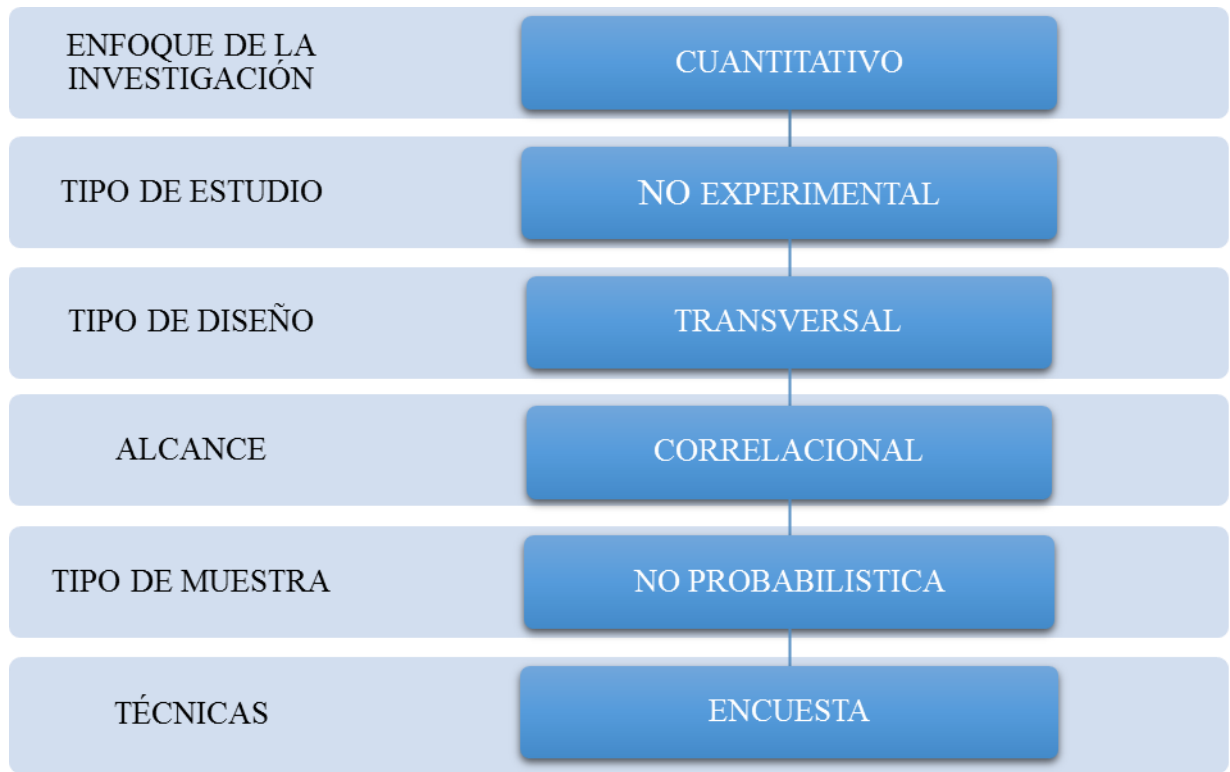 ENFOQUE DE LA
INVESTIGACIÓN
CUANTITATIVO
TIPO DE ESTUDIO
NO EXPERIMENTAL
TIPO DE DISEÑO
TRANSVERSAL
ALCANCE
CORRELACIONAL
TIPO DE MUESTRA
NO PROBABILISTICA
TÉCNICAS
ENCUESTA